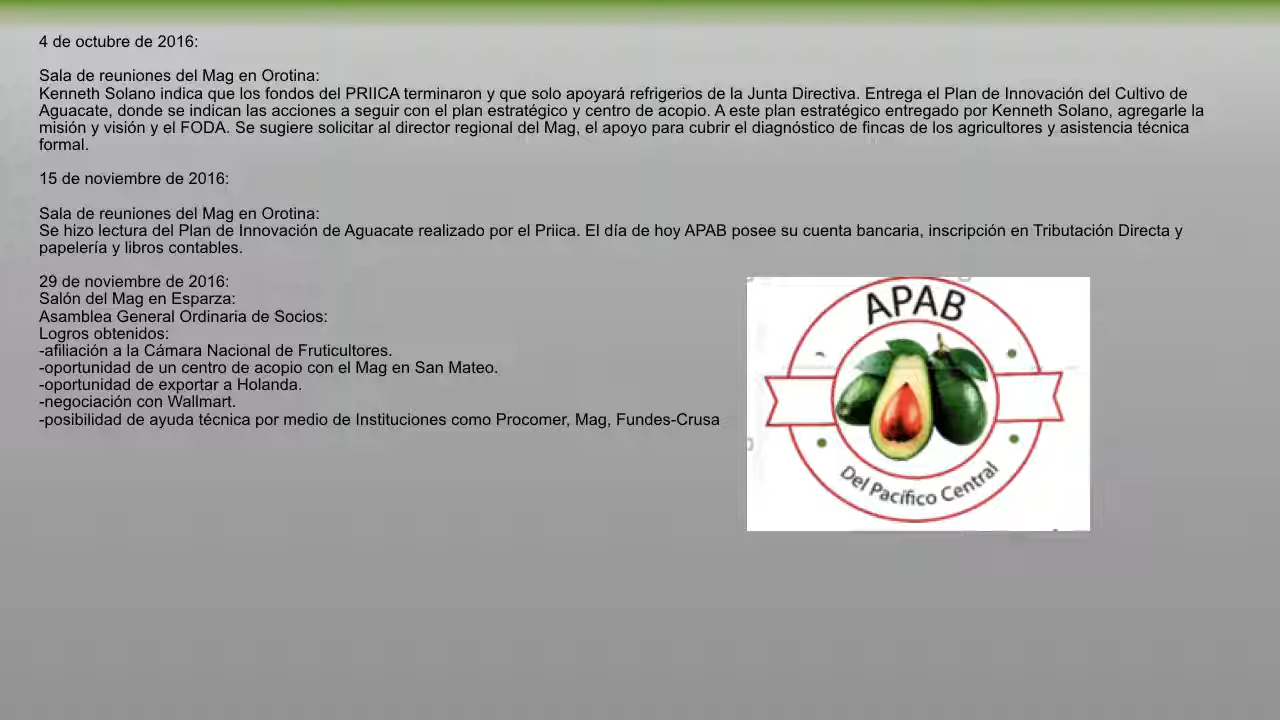 4 de octubre de 2016:
Sala de reuniones del Mag en Orotina:
Kenneth Solano indica que los fondos del PRIICA terminaron y que solo apoyará refrigerios de la Junta Directiva. Entrega el Plan de Innovación del Cultivo de
Aguacate, donde se indican las acciones a seguir con el plan estratégico y centro de acopio. A este plan estratégico entregado por Kenneth Solano, agregarle la
misión y visión y el FODA. Se sugiere solicitar al director regional del Mag, el apoyo para cubrir el diagnóstico de fincas de los agricultores y asistencia técnica
formal.
15 de noviembre de 2016:
Sala de reuniones del Mag en Orotina:
Se hizo lectura del Plan de Innovación de Aguacate realizado por el Priica. El día de hoy APAB posee su cuenta bancaria, inscripción en Tributación Directa y
papelería y libros contables.
29 de noviembre de 2016:
Salón del Mag en Esparza:
Asamblea General Ordinaria de Socios:
Logros obtenidos:
-afiliación a la Cámara Nacional de Fruticultores.
-oportunidad de un centro de acopio con el Mag en San Mateo.
-oportunidad de exportar a Holanda.
-negociación con Wallmart.
-posibilidad de ayuda técnica por medio de Instituciones como Procomer, Mag, Fundes-Crusa
APAB
Del Pacífico Central